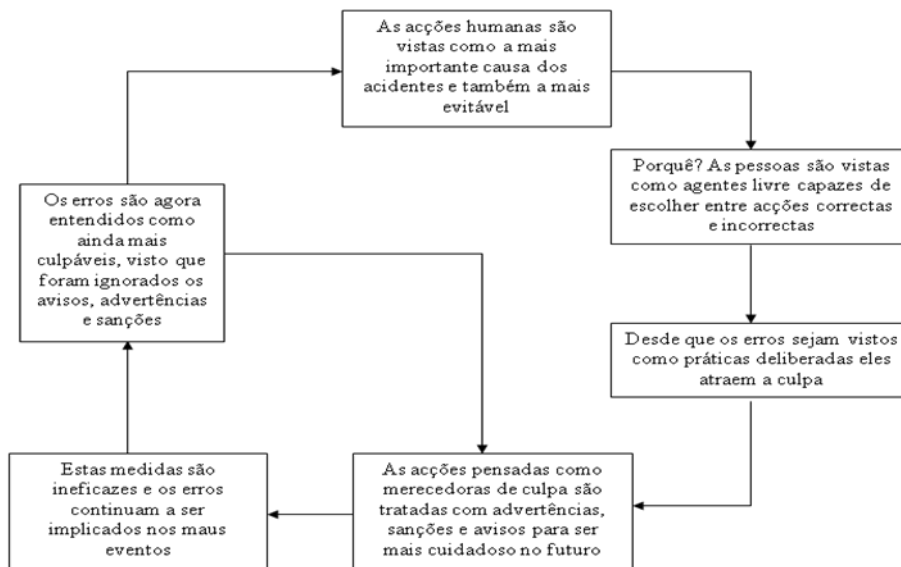 As acções humanas são
vistas como a mais
importante causa dos
acidentes e também a mais
evitável
Porquê? As pessoas são vistas
como agentes livre capazes de
escolher entre acções correctas
e incorrectas
Desde que os erros sejam vistos
como práticas deliberadas eles
atraem a culpa
As acções pensadas como
merecedoras de culpa são
tratadas com advertências,
sanções e avisos para ser
mais cuidadoso no futuro
Estas medidas são
ineficazes e os erros
continuam a ser
implicados nos maus
eventos
Os erros são agora
entendidos como
ainda mais
culpáveis, visto que
foram ignorados os
avisos, advertências
e sanções